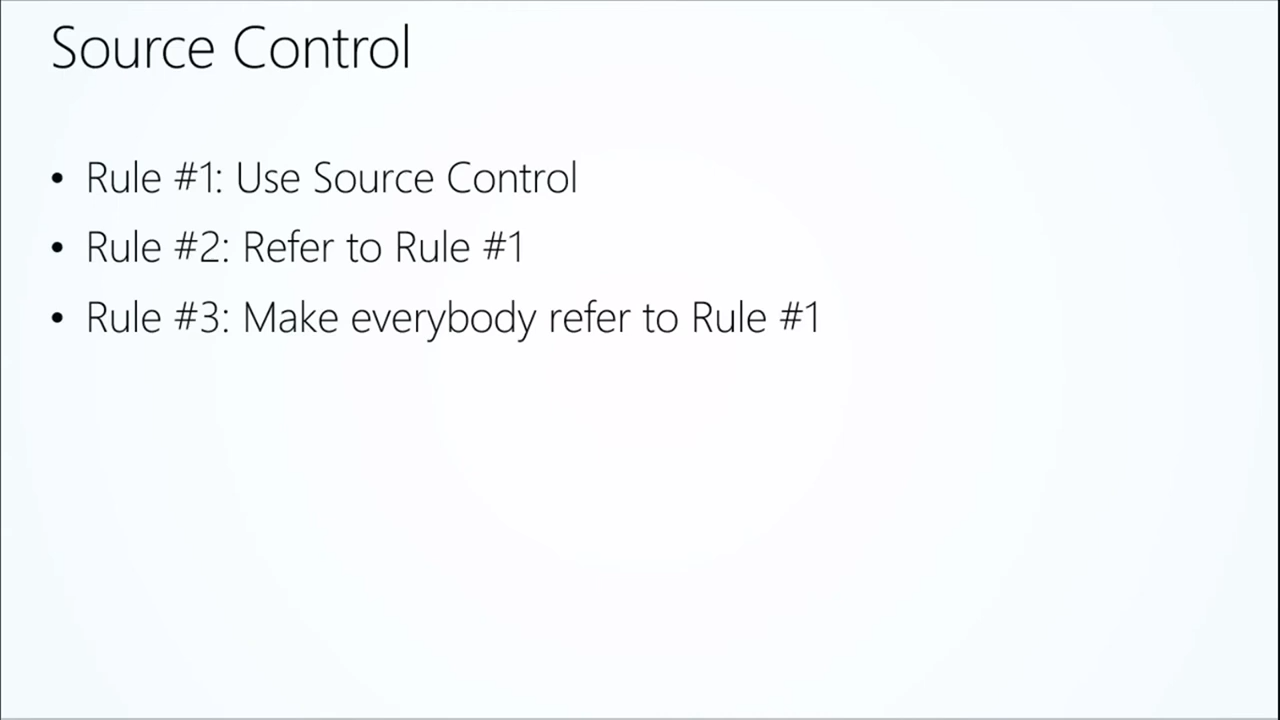 Source Control
• Rule #1: Use Source Control
• Rule #2: Refer to Rule #1
• Rule #3: Make everybody refer to Rule #1